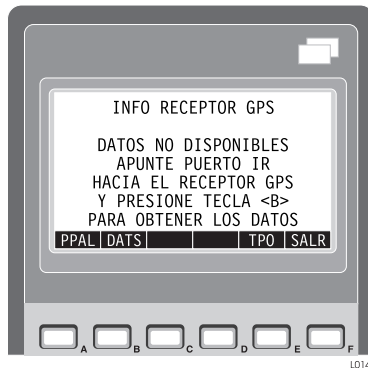 INFO RECEPTOR GPS
DATOS NO DISPONIBLES
APUNTE PUERTO IR
HACIA EL RECEPTOR GPS
Y PRESIONE TECLA <B>
PARA OBTENER LOS DATOS
PPAL DATS TPO SALR
A B C D E F
L014